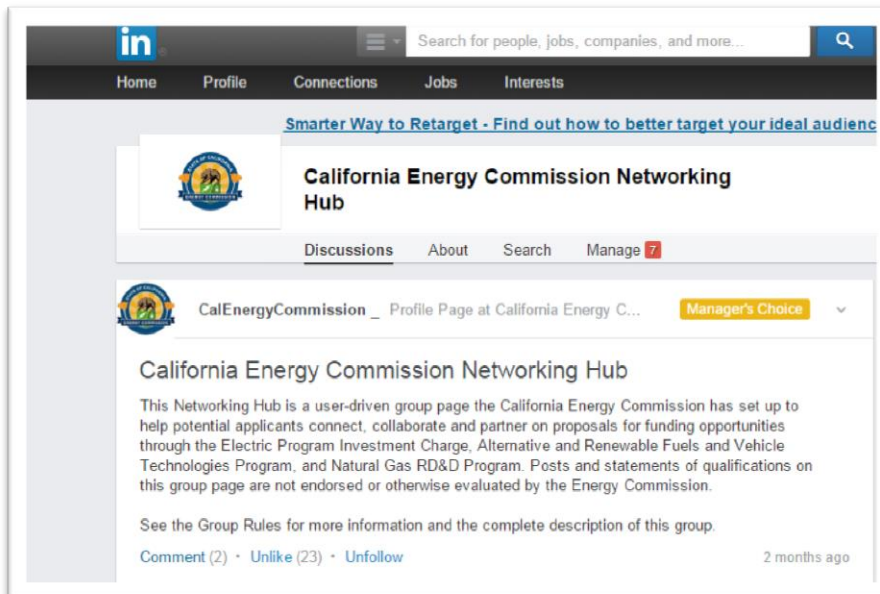 in
Search for people, jobs, companies, and more...
Home Profile Connections Jobs Interests
Smarter Way to Retarget - Find out how to better target your ideal audienc
California Energy Commission Networking
Hub
Discussions About Search Manage 7
CalEnergyCommission _ Profile Page at California Energy C... Manager's Choice
California Energy Commission Networking Hub
This Networking Hub is a user-driven group page the California Energy Commission has set up to
help potential applicants connect, collaborate and partner on proposals for funding opportunities
through the Electric Program Investment Charge, Alternative and Renewable Fuels and Vehicle
Technologies Program, and Natural Gas RD&D Program. Posts and statements of qualifications on
this group page are not endorsed or otherwise evaluated by the Energy Commission.
See the Group Rules for more information and the complete description of this group.
Comment (2) · Unlike (23) · Unfollow 2 months ago